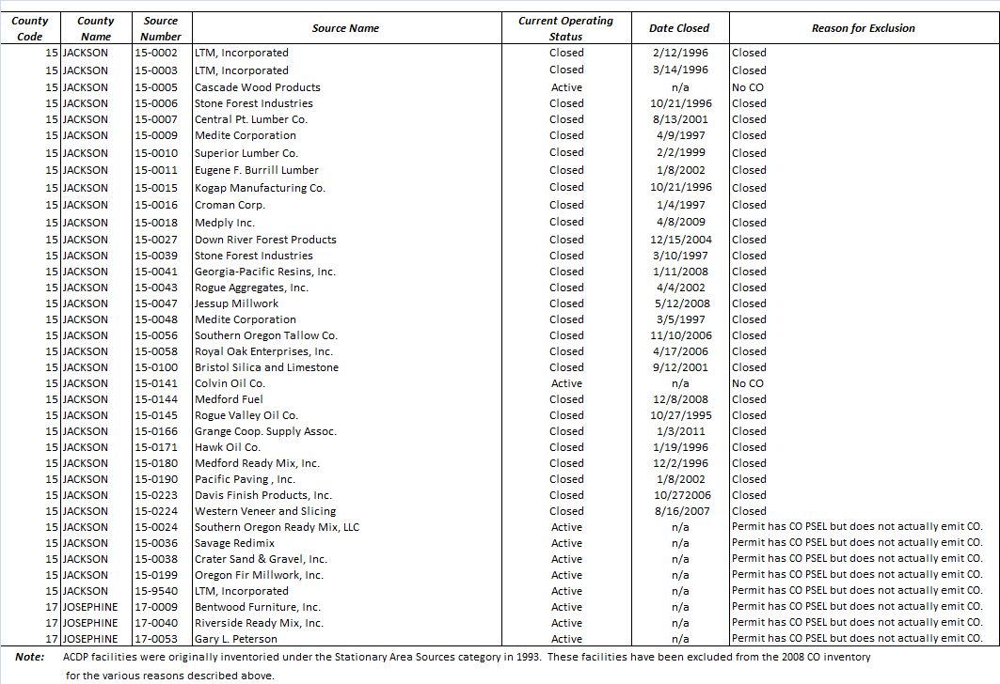 County Code County Name Source Number Source Name Current Operating Status Date Closed Reason for Exclusion
15 JACKSON 15-0002 LTM, Incorporated Closed 2/12/1996 Closed
15 JACKSON 15-0003 LTM, Incorporated Closed 3/14/1996 Closed
15 JACKSON 15-0005 Cascade Wood Products Active n/a No CO
15 JACKSON 15-0006 Stone Forest Industries Closed 10/21/1996 Closed
15 JACKSON 15-0007 Central Pt. Lumber Co. Closed 8/13/2001 Closed
15 JACKSON 15-0009 Medite Corporation Closed 4/9/1997 Closed
15 JACKSON 15-0010 Superior Lumber Co. Closed 2/2/1999 Closed
15 JACKSON 15-0011 Eugene F. Burrill Lumber Closed 1/8/2002 Closed
15 JACKSON 15-0015 Kogap Manufacturing Co. Closed 10/21/1996 Closed
15 JACKSON 15-0016 Croman Corp. Closed 1/4/1997 Closed
15 JACKSON 15-0018 Medply Inc. Closed 4/8/2009 Closed
15 JACKSON 15-0027 Down River Forest Products Closed 12/15/2004 Closed
15 JACKSON 15-0039 Stone Forest Industries Closed 3/10/1997 Closed
15 JACKSON 15-0041 Georgia-Pacific Resins, Inc. Closed 1/11/2008 Closed
15 JACKSON 15-0043 Rogue Aggregates, Inc. Closed 4/4/2002 Closed
15 JACKSON 15-0047 Jessup Millwork Closed 5/12/2008 Closed
15 JACKSON 15-0048 Medite Corporation Closed 3/5/1997 Closed
15 JACKSON 15-0056 Southern Oregon Tallow Co. Closed 11/10/2006 Closed
15 JACKSON 15-0058 Royal Oak Enterprises, Inc. Closed 4/17/2006 Closed
15 JACKSON 15-0100 Bristol Silica and Limestone Closed 9/12/2001 Closed
15 JACKSON 15-0141 Colvin Oil Co. Active n/a No CO
15 JACKSON 15-0144 Medford Fuel Closed 12/8/2008 Closed
15 JACKSON 15-0145 Rogue Valley Oil Co. Closed 10/27/1995 Closed
15 JACKSON 15-0166 Grange Coop. Supply Assoc. Closed 1/3/2011 Closed
15 JACKSON 15-0171 Hawk Oil Co. Closed 1/19/1996 Closed
15 JACKSON 15-0180 Medford Ready Mix, Inc. Closed 12/2/1996 Closed
15 JACKSON 15-0190 Pacific Paving , Inc. Closed 1/8/2002 Closed
15 JACKSON 15-0223 Davis Finish Products, Inc. Closed 10/272006 Closed
15 JACKSON 15-0224 Western Veneer and Slicing Closed 8/16/2007 Closed
15 JACKSON 15-0024 Southern Oregon Ready Mix, LLC Active n/a Permit has CO PSEL but does not actually emit CO.
15 JACKSON 15-0036 Savage Redimix Active n/a Permit has CO PSEL but does not actually emit CO.
15 JACKSON 15-0038 Crater Sand & Gravel, Inc. Active n/a Permit has CO PSEL but does not actually emit CO.
15 JACKSON 15-0199 Oregon Fir Millwork, Inc. Active n/a Permit has CO PSEL but does not actually emit CO.
15 JACKSON 15-9540 LTM, Incorporated Active n/a Permit has CO PSEL but does not actually emit CO.
17 JOSEPHINE 17-0009 Bentwood Furniture, Inc. Active n/a Permit has CO PSEL but does not actually emit CO.
17 JOSEPHINE 17-0040 Riverside Ready Mix, Inc. Active n/a Permit has CO PSEL but does not actually emit CO.
17 JOSEPHINE 17-0053 Gary L. Peterson Active n/a Permit has CO PSEL but does not actually emit CO.
Note: ACDP facilities were originally inventoried under the Stationary Area Sources category in 1993. These facilities have been excluded from the 2008 CO inventory
for the various reasons described above.